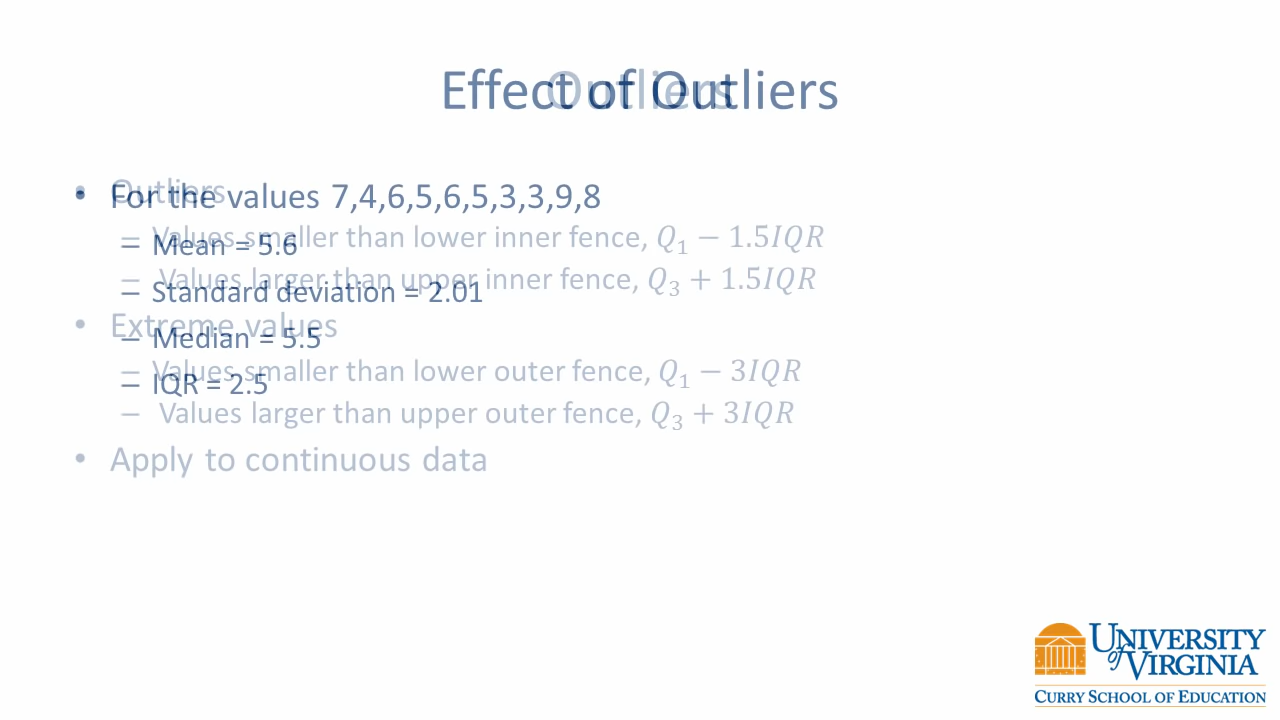 Effect of Outliers
Outliers
• For the values 7,4,6,5,6,5,3,3,9,8
– Mean = 5.6
– Standard deviation = 2.01
– Median = 5.5
– IQR = 2.5
• Outliers
– Values smaller than lower inner fence, Q₁ − 1.5IQR
– Values larger than upper inner fence, Q₃ + 1.5IQR
• Extreme values
– Values smaller than lower outer fence, Q₁ − 3IQR
– Values larger than upper outer fence, Q₃ + 3IQR
• Apply to continuous data
UNIVERSITY
of VIRGINIA
CURRY SCHOOL OF EDUCATION